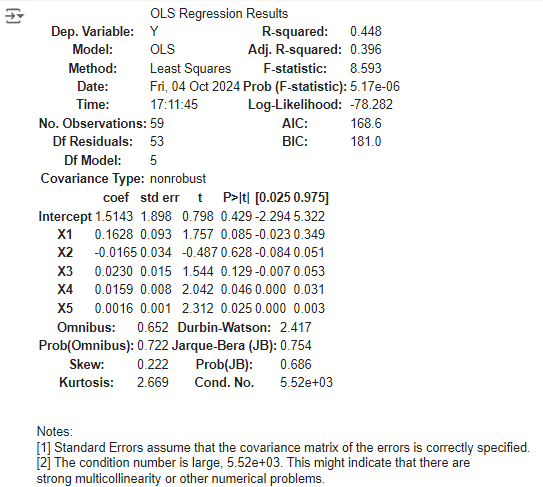 OLS Regression Results
Dep. Variable: Y R-squared: 0.448
Model: OLS Adj. R-squared: 0.396
Method: Least Squares F-statistic: 8.593
Date: Fri, 04 Oct 2024 Prob (F-statistic): 5.17e-06
Time: 17:11:45 Log-Likelihood: -78.282
No. Observations: 59 AIC: 168.6
Df Residuals: 53 BIC: 181.0
Df Model: 5
Covariance Type: nonrobust
coef std err t P>|t| [0.025 0.975]
Intercept 1.5143 1.898 0.798 0.429 -2.294 5.322
X1 0.1628 0.093 1.757 0.085 -0.023 0.349
X2 -0.0165 0.034 -0.487 0.628 -0.084 0.051
X3 0.0230 0.015 1.544 0.129 -0.007 0.053
X4 0.0159 0.008 2.042 0.046 0.000 0.031
X5 0.0016 0.001 2.312 0.025 0.000 0.003
Omnibus: 0.652 Durbin-Watson: 2.417
Prob(Omnibus): 0.722 Jarque-Bera (JB): 0.754
Skew: 0.222 Prob(JB): 0.686
Kurtosis: 2.669 Cond. No. 5.52e+03
Notes:
[1] Standard Errors assume that the covariance matrix of the errors is correctly specified.
[2] The condition number is large, 5.52e+03. This might indicate that there are
strong multicollinearity or other numerical problems.